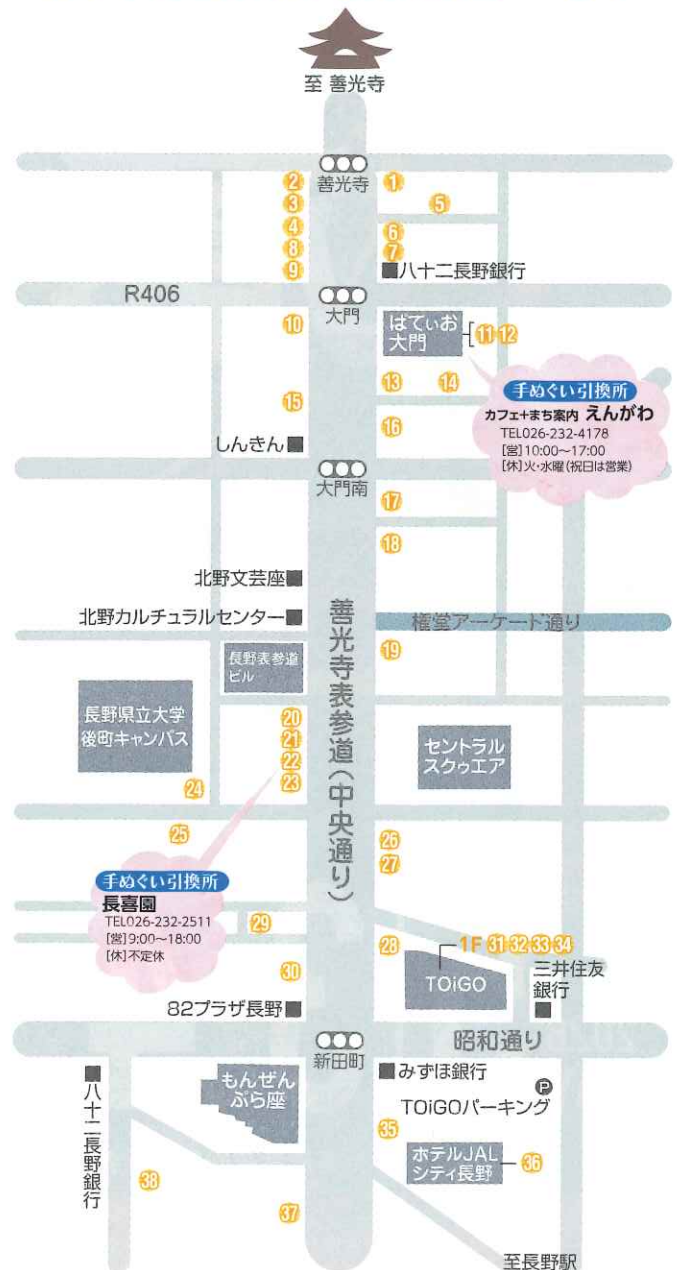 至 善光寺
善光寺
2
1
3
5
4
6
8
7
9
■八十二長野銀行
R406
大門
10
ぱてぃお
大門
11 12
手ぬぐい引換所
カフェ+まち案内 えんがわ
TEL026-232-4178
[営]10:00〜17:00
[休]火・水曜(祝日は営業)
13
14
15
16
しんきん■
大門南
17
18
北野文芸座■
北野カルチュラルセンター■
権堂アーケード通り
善光寺表参道(中央通り)
19
長野表参道
ビル
長野県立大学
後町キャンパス
20
21
22
23
セントラル
スクゥエア
24
25
26
27
手ぬぐい引換所
長喜園
TEL026-232-2511
[営]9:00〜18:00
[休]不定休
29
28
1F 31 32 33 34
TOiGO
三井住友
銀行
■
30
82プラザ長野■
新田町
昭和通り
■八十二長野銀行
もんぜん
ぷら座
■みずほ銀行
P
TOiGOパーキング
35
ホテルJAL
シティ長野
36
38
37
至長野駅